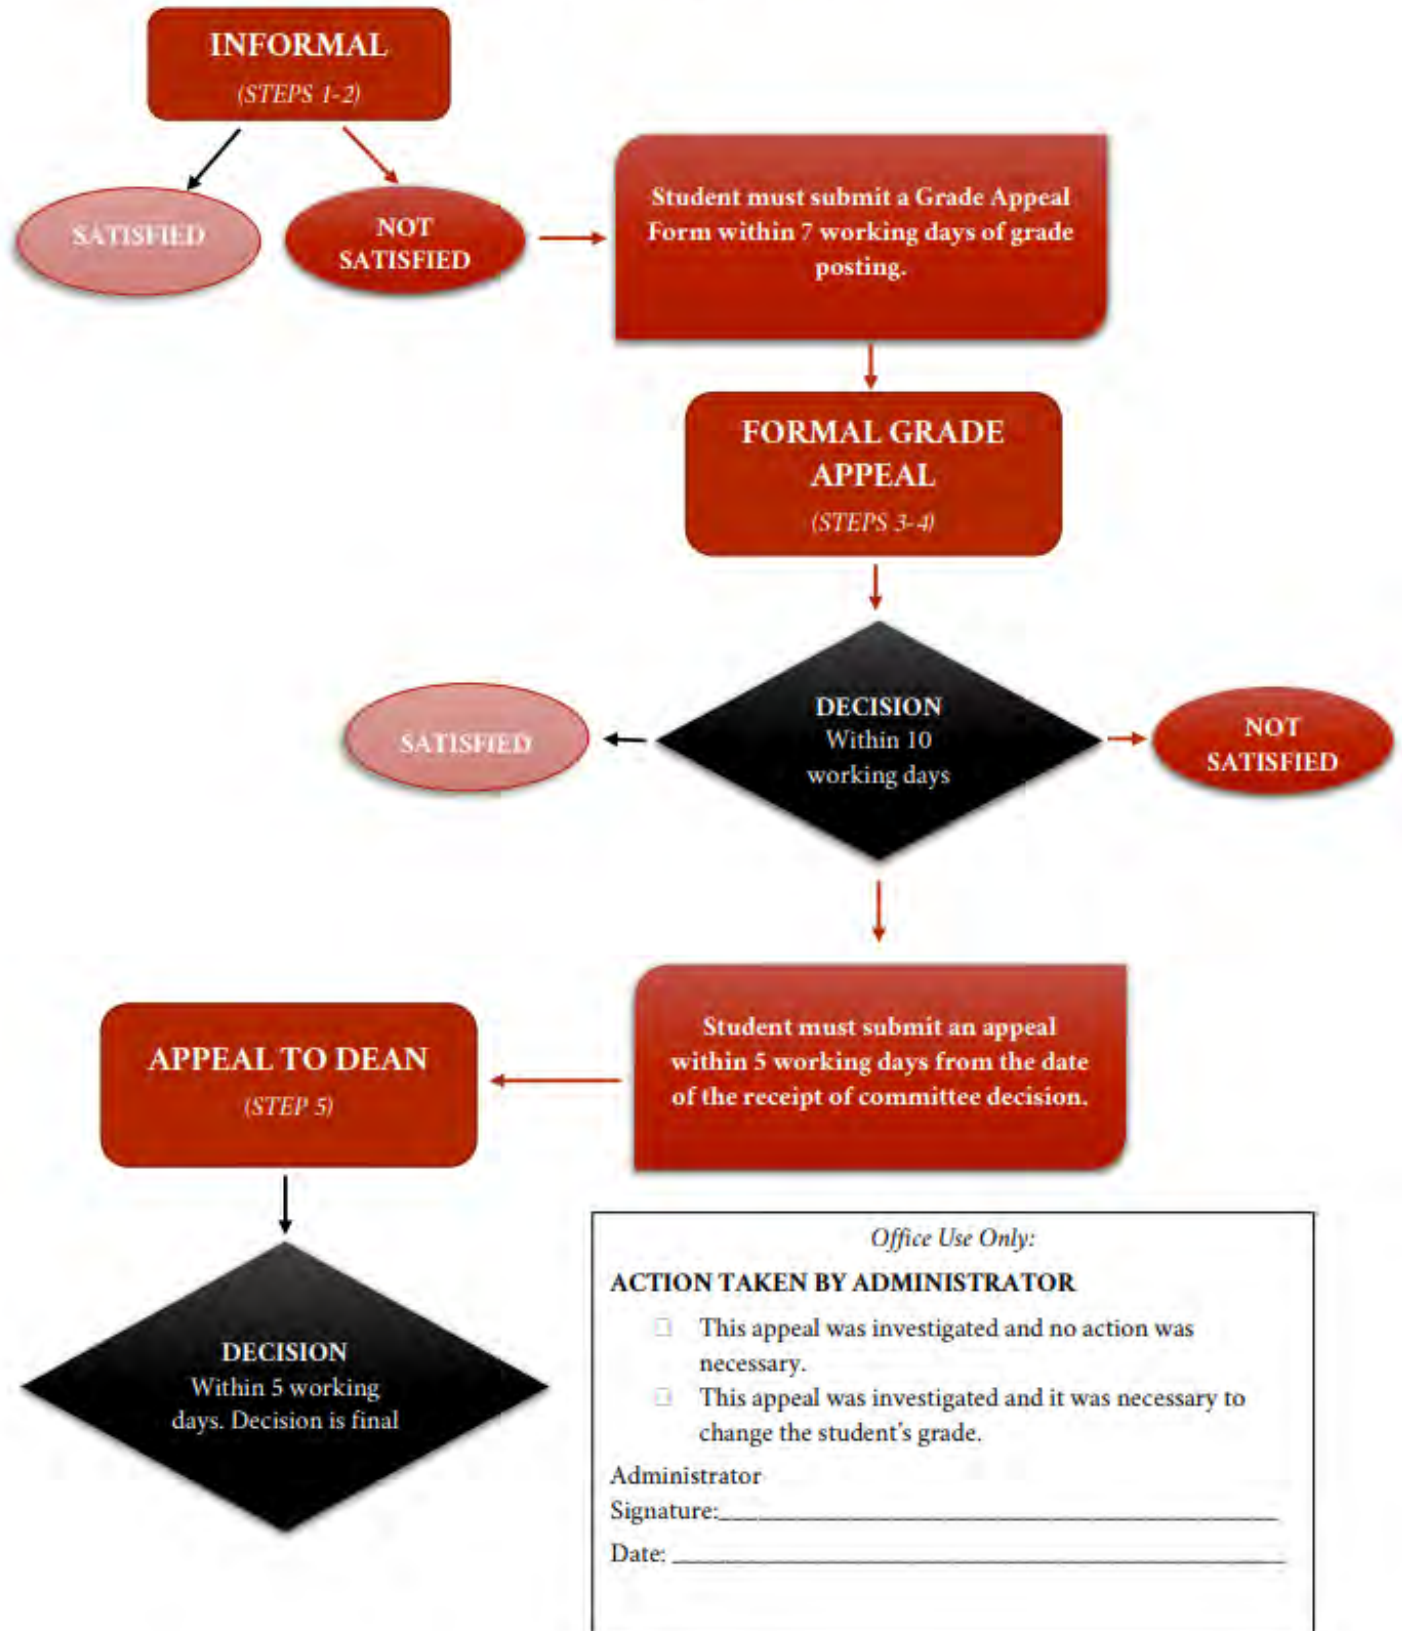 INFORMAL
(STEPS 1-2)
SATISFIED
NOT
SATISFIED
Student must submit a Grade Appeal
Form within 7 working days of grade
posting.
FORMAL GRADE
APPEAL
(STEPS 3-4)
DECISION
Within 10
working days
SATISFIED
NOT
SATISFIED
Student must submit an appeal
within 5 working days from the date
of the receipt of committee decision.
APPEAL TO DEAN
(STEP 5)
DECISION
Within 5 working
days. Decision is final
Office Use Only:
ACTION TAKEN BY ADMINISTRATOR
This appeal was investigated and no action was
necessary.
This appeal was investigated and it was necessary to
change the student's grade.
Administrator
Signature:
Date: